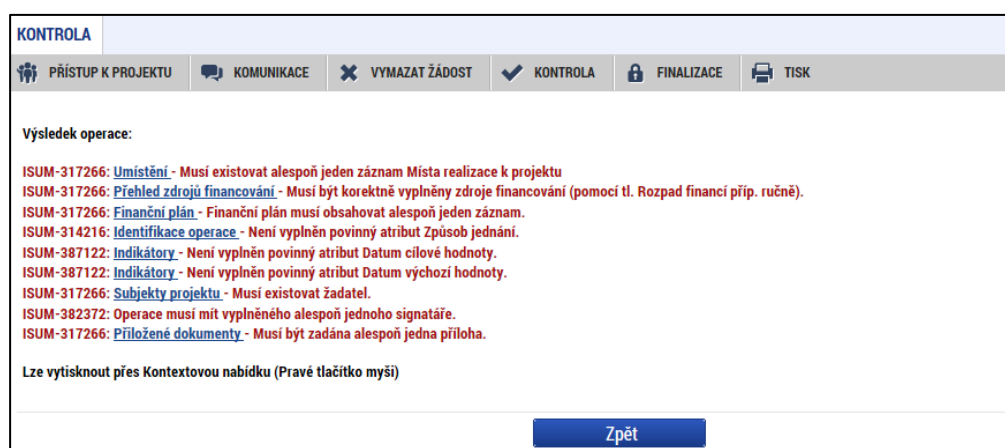 KONTROLA
PŘÍSTUP K PROJEKTU KOMUNIKACE VYMAZAT ŽÁDOST KONTROLA FINALIZACE TISK
Výsledek operace:
ISUM-317266: Umístění - Musí existovat alespoň jeden záznam Místa realizace k projektu
ISUM-317266: Přehled zdrojů financování - Musí být korektně vyplněny zdroje financování (pomocí tl. Rozpad financí příp. ručně).
ISUM-317266: Finanční plán - Finanční plán musí obsahovat alespoň jeden záznam.
ISUM-314216: Identifikace operace - Není vyplněn povinný atribut Způsob jednání.
ISUM-387122: Indikátory - Není vyplněn povinný atribut Datum cílové hodnoty.
ISUM-387122: Indikátory - Není vyplněn povinný atribut Datum výchozí hodnoty.
ISUM-317266: Subjekty projektu - Musí existovat žadatel.
ISUM-382372: Operace musí mít vyplněného alespoň jednoho signatáře.
ISUM-317266: Přiložené dokumenty - Musí být zadána alespoň jedna příloha.
Lze vytisknout přes Kontextovou nabídku (Pravé tlačítko myši)
Zpět